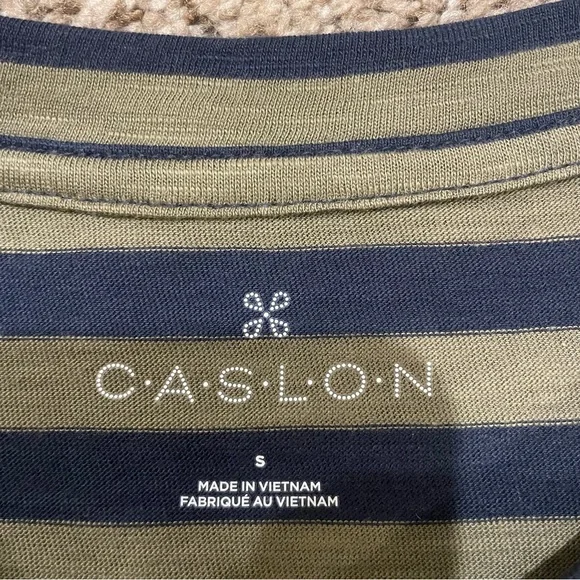 C·A·S·L·O·N
S
MADE IN VIETNAM
FABRIQUÉ AU VIETNAM